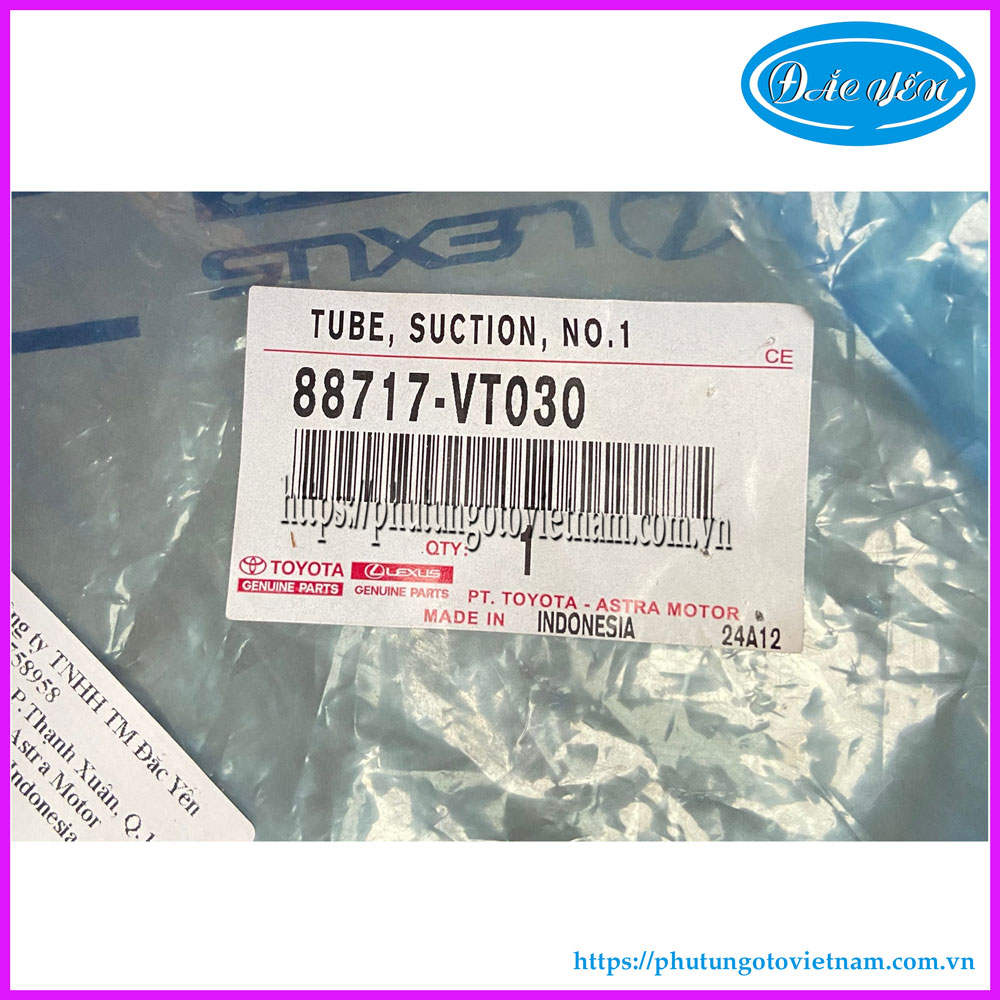 ĐẮC YẾN
LEXUS
TUBE, SUCTION, NO.1
CE
88717-VT030
https://phutungotovietnam.com.vn
QTY: 1
TOYOTA LEXUS
GENUINE PARTS GENUINE PARTS PT. TOYOTA - ASTRA MOTOR
MADE IN INDONESIA 24A12
ty TNHH TM Đắc Yến
58958
P. Thạnh Xuân, Q.
Astra Motor
Indonesia
https://phutungotovietnam.com.vn